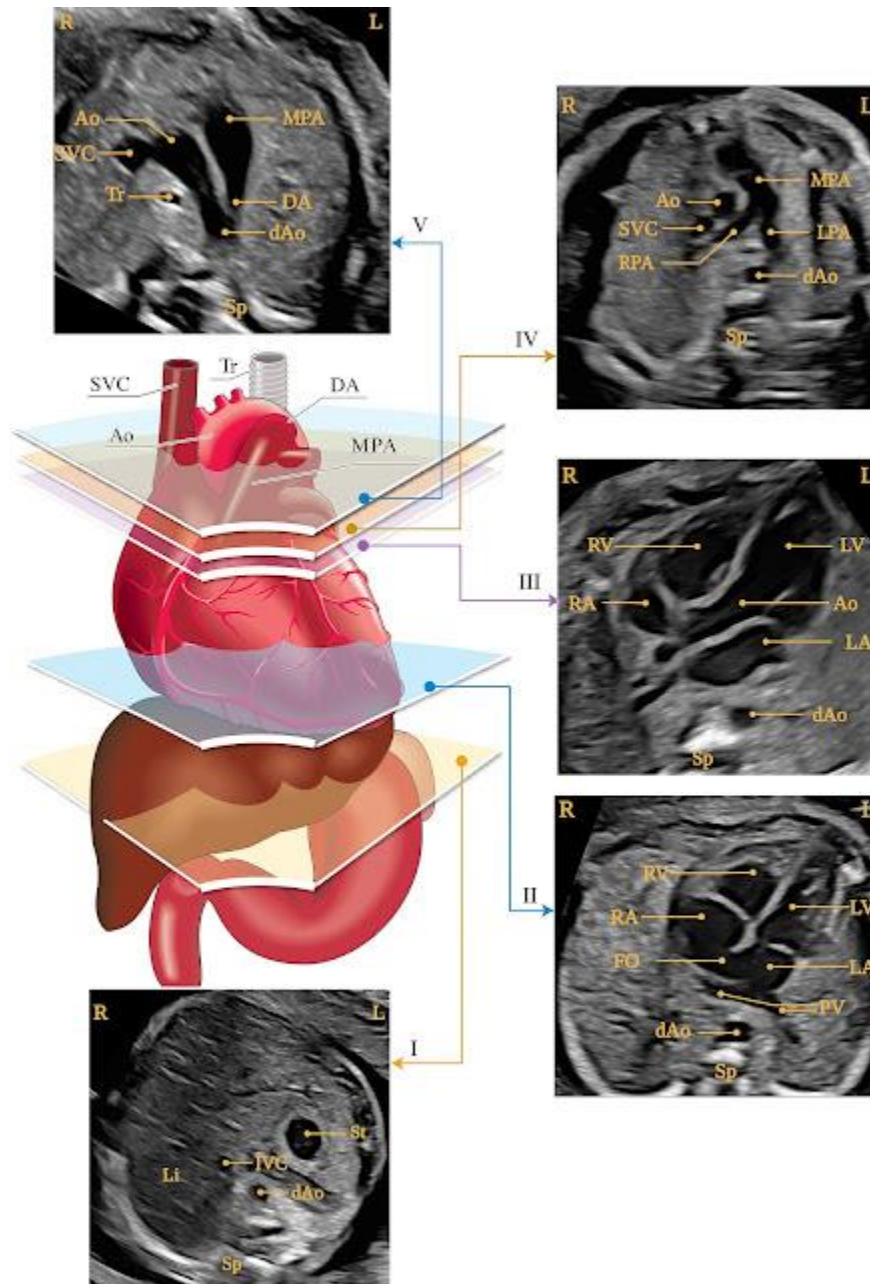 R L
Ao
MPA
SVC
Tr
DA
dAo
Sp
V
R L
MPA
Ao
SVC
LPA
RPA
dAo
Sp
IV
SVC
Tr
DA
Ao
MPA
R L
RV
LV
RA
Ao
LA
dAo
Sp
III
R L
RV
LV
RA
FO
LA
PV
dAo
Sp
II
R L
St
IVC
Li
dAo
Sp
I